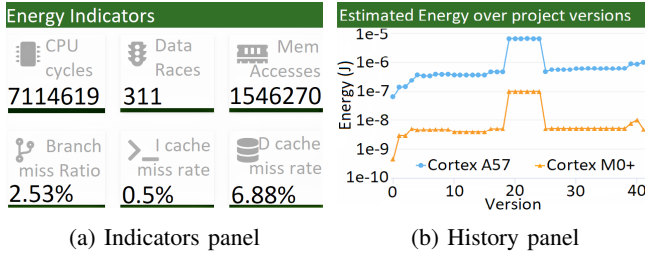 Energy Indicators
CPU cycles
7114619
Data Races
311
Mem Accesses
1546270
Branch miss Ratio
2.53%
I cache miss rate
0.5%
D cache miss rate
6.88%
(a) Indicators panel
Estimated Energy over project versions
Energy (J)
1e-5
1e-6
1e-7
1e-8
1e-9
1e-10
0
10
20
30
40
Cortex A57
Cortex M0+
Version
(b) History panel